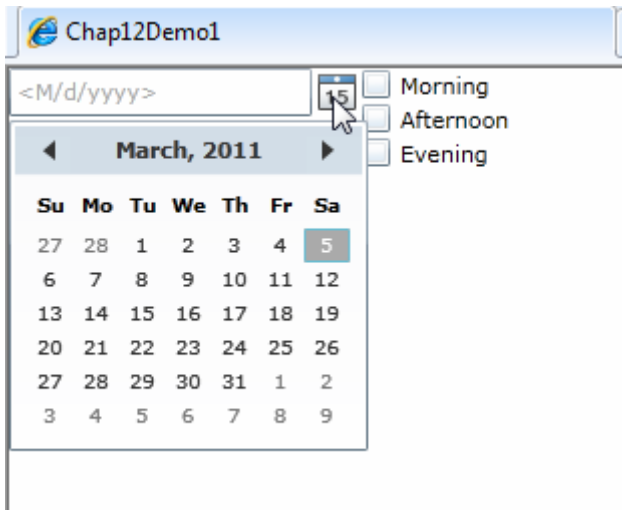 Chap12Demo1
<M/d/yyyy>
15
Morning
Afternoon
Evening
March, 2011
Su Mo Tu We Th Fr Sa
27 28 1 2 3 4 5
6 7 8 9 10 11 12
13 14 15 16 17 18 19
20 21 22 23 24 25 26
27 28 29 30 31 1 2
3 4 5 6 7 8 9